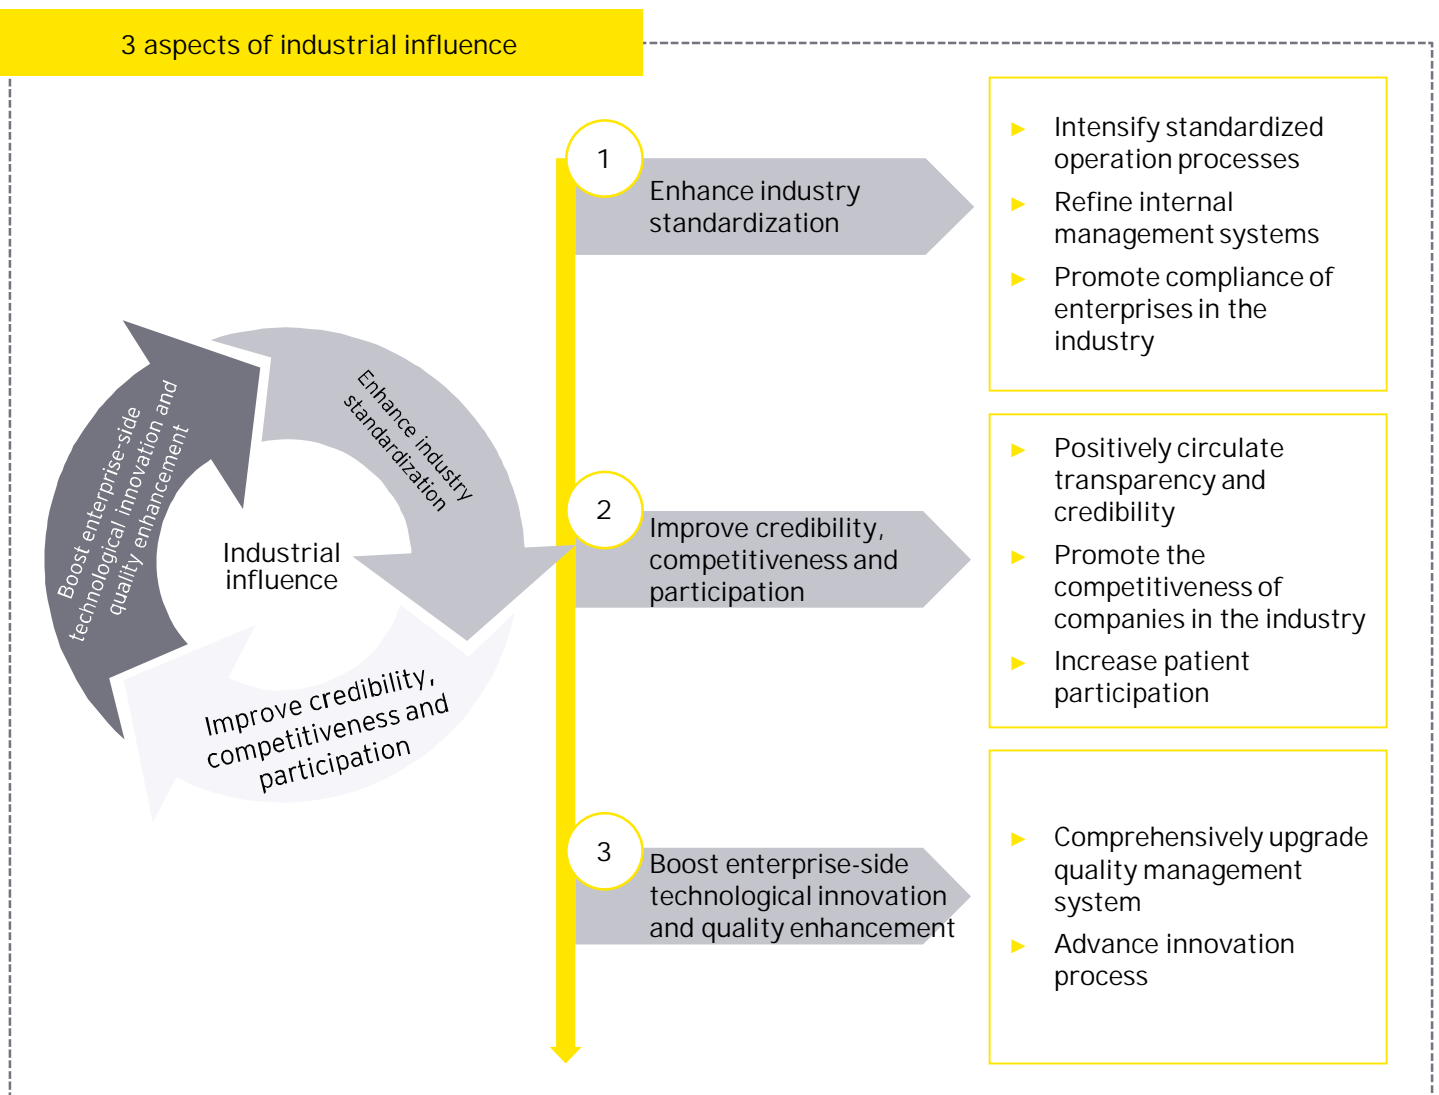 3 aspects of industrial influence
Boost enterprise-side
technological innovation and
quality enhancement
Enhance industry
standardization
Industrial
influence
Improve credibility,
competitiveness and
participation
1
Enhance industry
standardization
► Intensify standardized
operation processes
► Refine internal
management systems
► Promote compliance of
enterprises in the
industry
2
Improve credibility,
competitiveness and
participation
► Positively circulate
transparency and
credibility
► Promote the
competitiveness of
companies in the industry
► Increase patient
participation
3
Boost enterprise-side
technological innovation
and quality enhancement
► Comprehensively upgrade
quality management
system
► Advance innovation
process